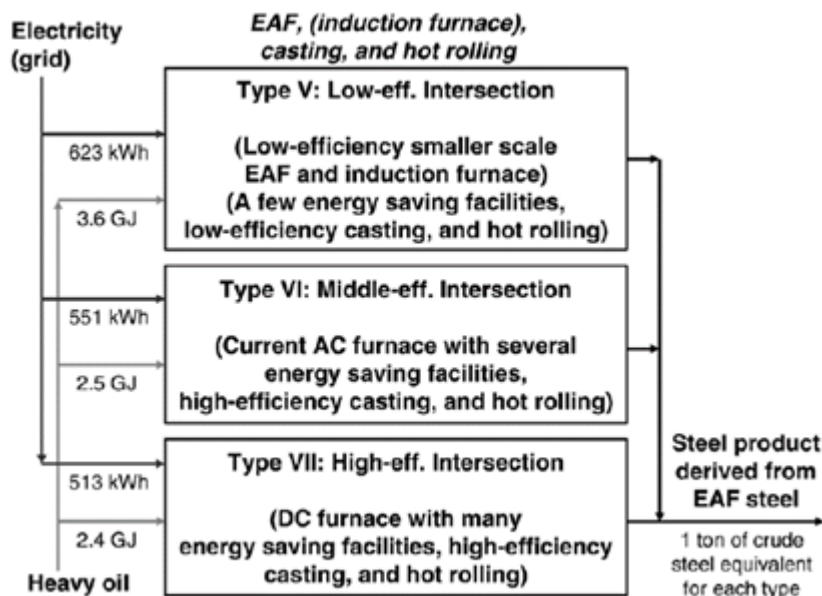 Electricity
(grid)
EAF, (induction furnace),
casting, and hot rolling
Type V: Low-eff. Intersection
623 kWh
(Low-efficiency smaller scale
EAF and induction furnace)
(A few energy saving facilities,
low-efficiency casting, and hot rolling)
3.6 GJ
Type VI: Middle-eff. Intersection
551 kWh
(Current AC furnace with several
energy saving facilities,
high-efficiency casting, and hot rolling)
2.5 GJ
Type VII: High-eff. Intersection
513 kWh
(DC furnace with many
energy saving facilities, high-efficiency
casting, and hot rolling)
2.4 GJ
Heavy oil
Steel product
derived from
EAF steel
1 ton of crude
steel equivalent
for each type